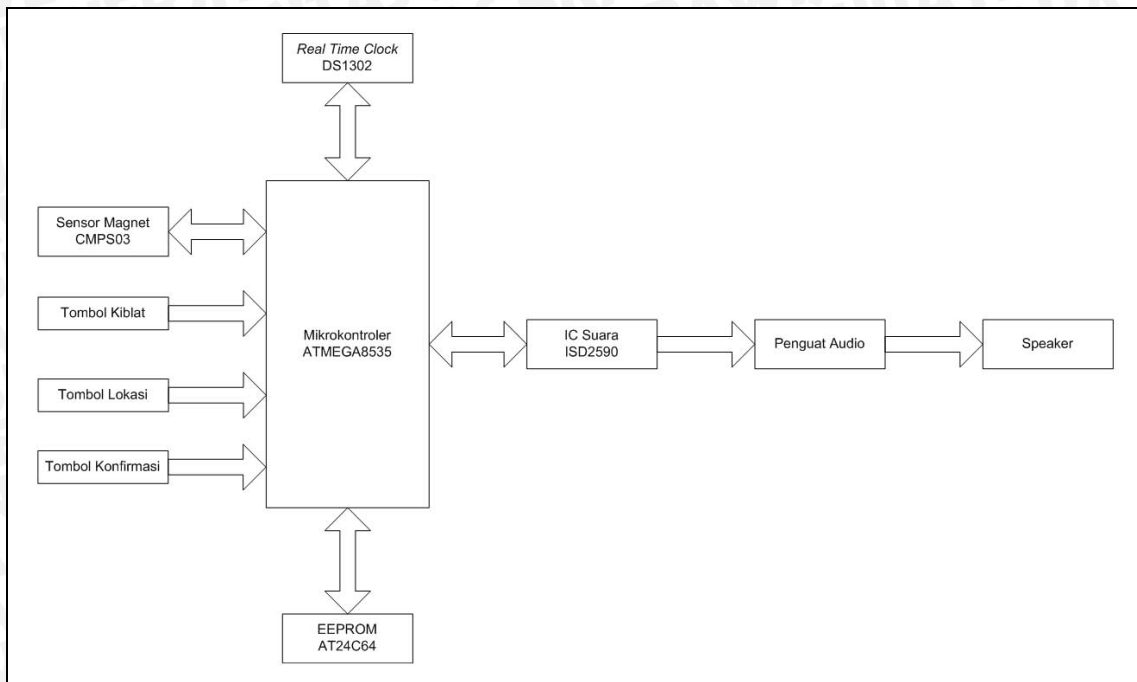 Real Time Clock
DS1302
Sensor Magnet
CMPS03
Tombol Kiblat
Mikrokontroler
ATMEGA8535
IC Suara
ISD2590
Penguat Audio
Speaker
Tombol Lokasi
Tombol Konfirmasi
EEPROM
AT24C64